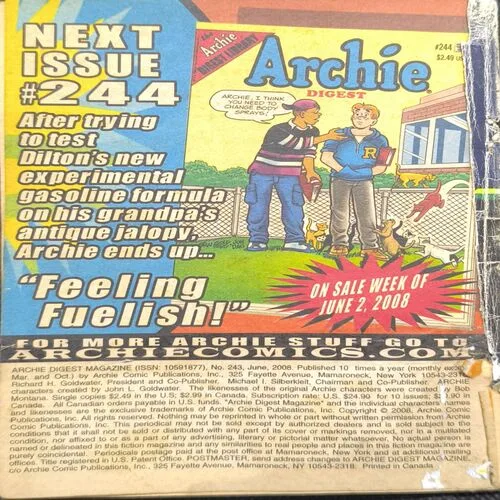 NEXT
ISSUE
#244
After trying
to test
Dilton's new
experimental
gasoline formula
on his grandpa's
antique jalopy,
Archie ends up...
"Feeling
Fuelish!"
the Archie
DIGEST LIBRARY
#244
$2.49 US
Archie
DIGEST
ARCHIE, I THINK
YOU NEED TO
CHANGE BODY
SPRAYS!
R
ON SALE WEEK OF
JUNE 2, 2008
FOR MORE ARCHIE STUFF GO TO
ARCHIE DIGEST MAGAZINE (ISSN: 10591877), No. 243, June, 2008. Published 10 times a year (monthly except
Mar. and Oct.) by Archie Comic Publications, Inc., 325 Fayette Avenue, Mamaroneck, New York 10543-2318.
Richard H. Goldwater, President and Co-Publisher. Michael I. Silberkleit, Chairman and Co-Publisher. ARCHIE
characters created by John L. Goldwater. The likenesses of the original Archie characters were created by Bob
Montana. Single copies $2.49 in the U.S; $2.99 in Canada. Subscription rate: U.S. $24.90 for 10 issues;
Canada. All Canadian orders payable in U.S. funds. "Archie Digest Magazine" and the individual characters' names
and likenesses are the exclusive trademarks of Archie Comic Publications, Inc. Copyright © 2008, Archie Comic
Publications, Inc. All rights reserved. Nothing may be reprinted in whole or part without written permission from Archie
Comic Publications, Inc. This periodical may not be sold except by authorized dealers and is sold subject to the
conditions that it shall not be sold or distributed with any part of its cover or markings removed, nor in a mutilated
condition, nor affixed to or as a part of any advertising, literary or pictorial matter whatsoever. No actual person is
named or delineated in this fiction magazine and any similarities to real people and places in this fiction magazine are
purely coincidental. Periodicals postage paid at the post office at Mamaroneck, New York and at additional mailing
offices. Title registered in U.S. Patent Office. POSTMASTER, send address changes to ARCHIE DIGEST MAGAZINE,
c/o Archie Comic Publications, Inc., 325 Fayette Avenue, Mamaroneck, NY 10543-2318. Printed in Canada